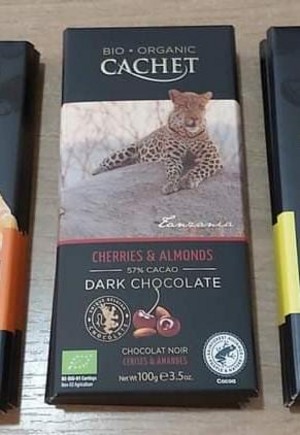 BIO • ORGANIC
CACHET
Tanzania
CHERRIES & ALMONDS
57% CACAO
DARK CHOCOLATE
CHOCOLATE
CHOCOLAT NOIR
CERISES & AMANDES
Net Wt 100g e 3.5oz.
Cocoa